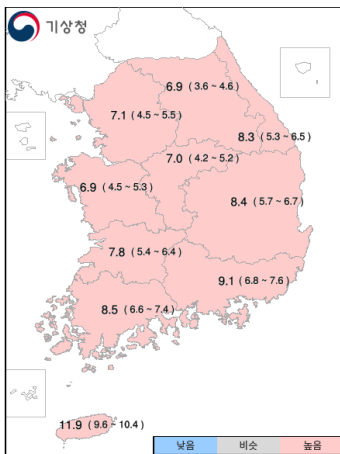 기상청
6.9 ( 3.6 ~ 4.6 )
7.1 ( 4.5 ~ 5.5 )
8.3 ( 5.3 ~ 6.5 )
7.0 ( 4.2 ~ 5.2 )
6.9 ( 4.5 ~ 5.3 )
8.4 ( 5.7 ~ 6.7 )
7.8 ( 5.4 ~ 6.4 )
9.1 ( 6.8 ~ 7.6 )
8.5 ( 6.6 ~ 7.4 )
11.9 ( 9.6 ~ 10.4 )
낮음 비슷 높음